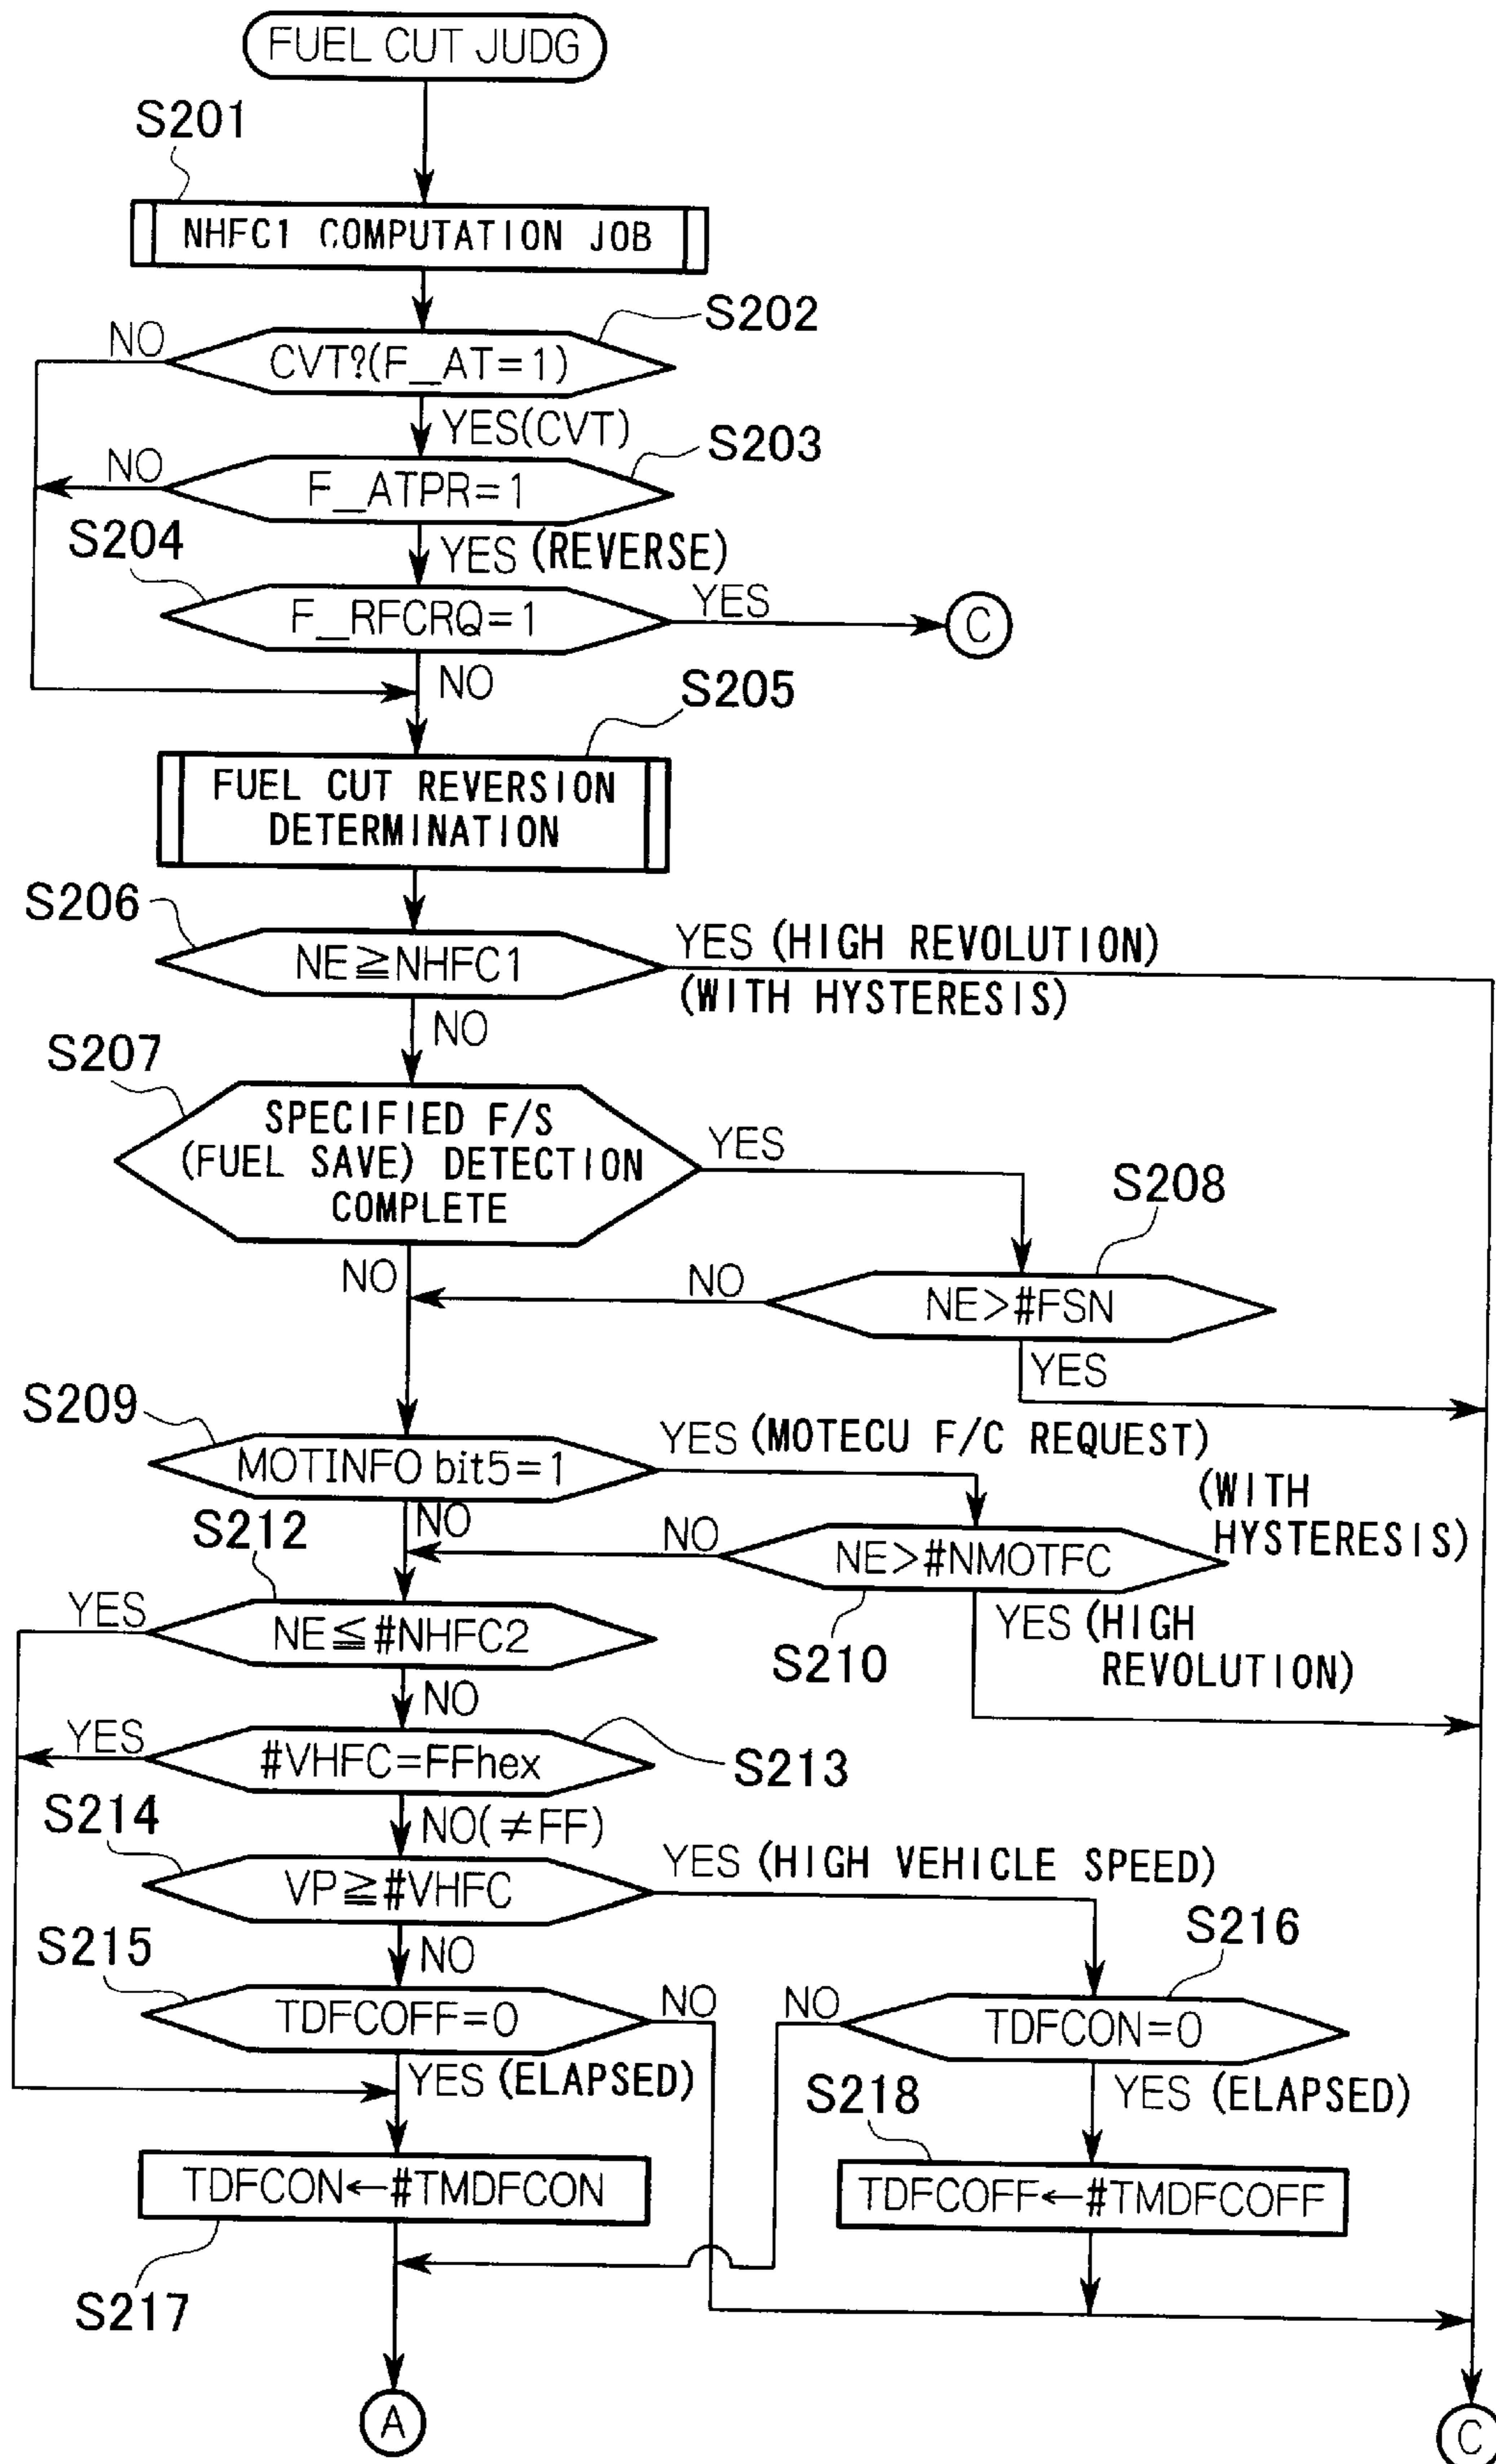 FUEL CUT JUDG
S201
NHFC1 COMPUTATION JOB
S202
NO
CVT?(F_AT=1)
YES(CVT)
S203
NO
F_ATPR=1
S204
YES (REVERSE)
F_RFCRQ=1
YES
C
NO
S205
FUEL CUT REVERSION
DETERMINATION
S206
NE≧NHFC1
YES (HIGH REVOLUTION)
(WITH HYSTERESIS)
NO
S207
SPECIFIED F/S
(FUEL SAVE) DETECTION
COMPLETE
YES
S208
NO
NO
NE>#FSN
YES
S209
MOTINFO bit5=1
YES (MOTECU F/C REQUEST)
(WITH
HYSTERESIS)
S212
NO
NO
NE>#NMOTFC
YES
NE≦#NHFC2
S210
YES (HIGH
REVOLUTION)
NO
YES
#VHFC=FFhex
S213
S214
NO(≠FF)
VP≧#VHFC
YES (HIGH VEHICLE SPEED)
S215
NO
S216
TDFCOFF=0
NO
NO
TDFCON=0
YES (ELAPSED)
S218
YES (ELAPSED)
TDFCON←#TMDFCON
TDFCOFF←#TMDFCOFF
S217
A
C